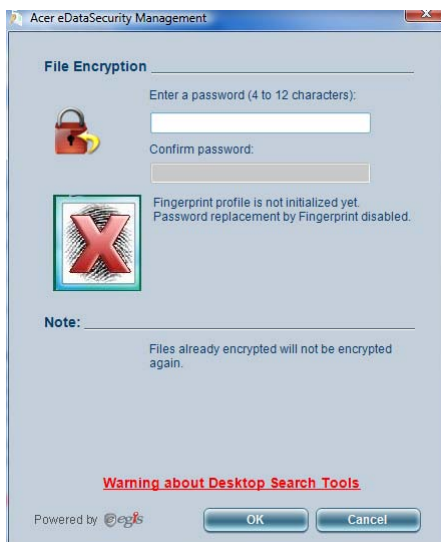 Acer eDataSecurity Management
File Encryption
Enter a password (4 to 12 characters):
Confirm password:
Fingerprint profile is not initialized yet.
Password replacement by Fingerprint disabled.
Note:
Files already encrypted will not be encrypted
again.
Warning about Desktop Search Tools
Powered by egis
OK
Cancel